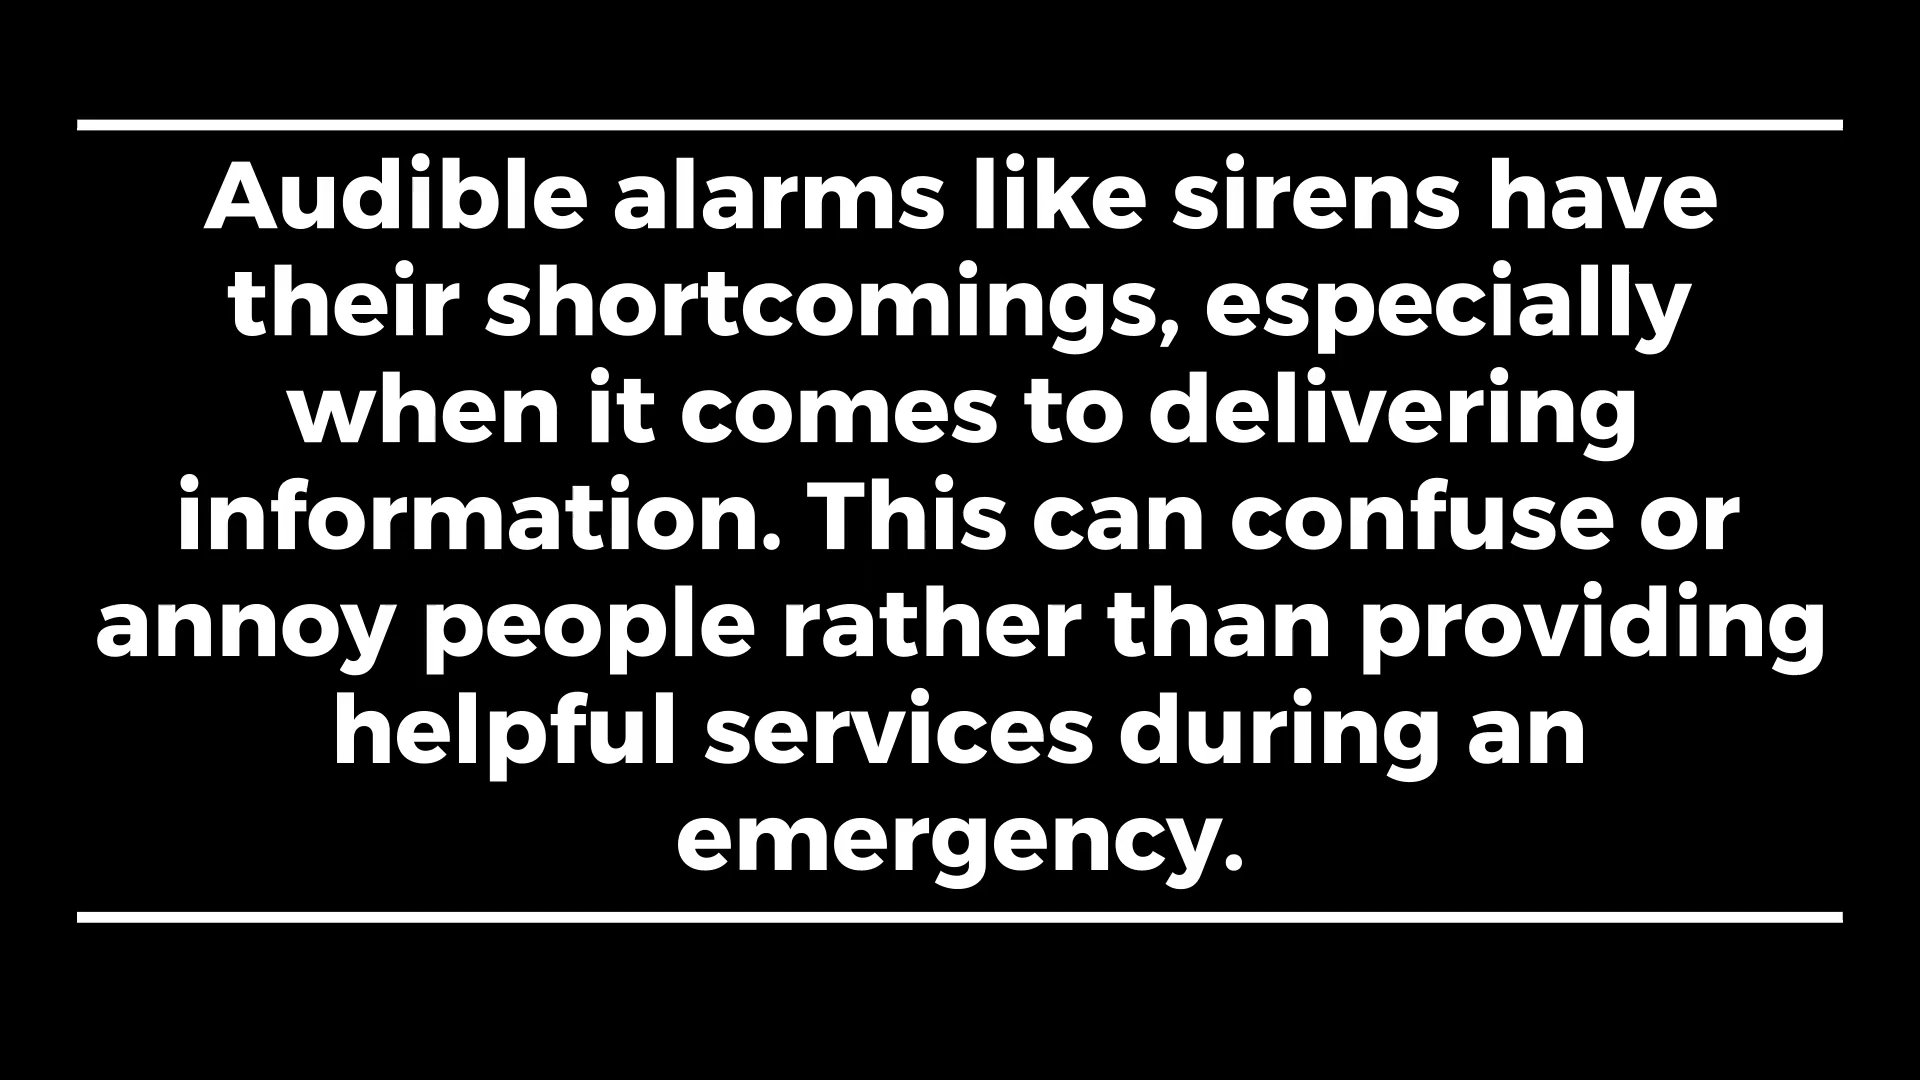 Audible alarms like sirens have
their shortcomings, especially
when it comes to delivering
information. This can confuse or
annoy people rather than providing
helpful services during an
emergency.